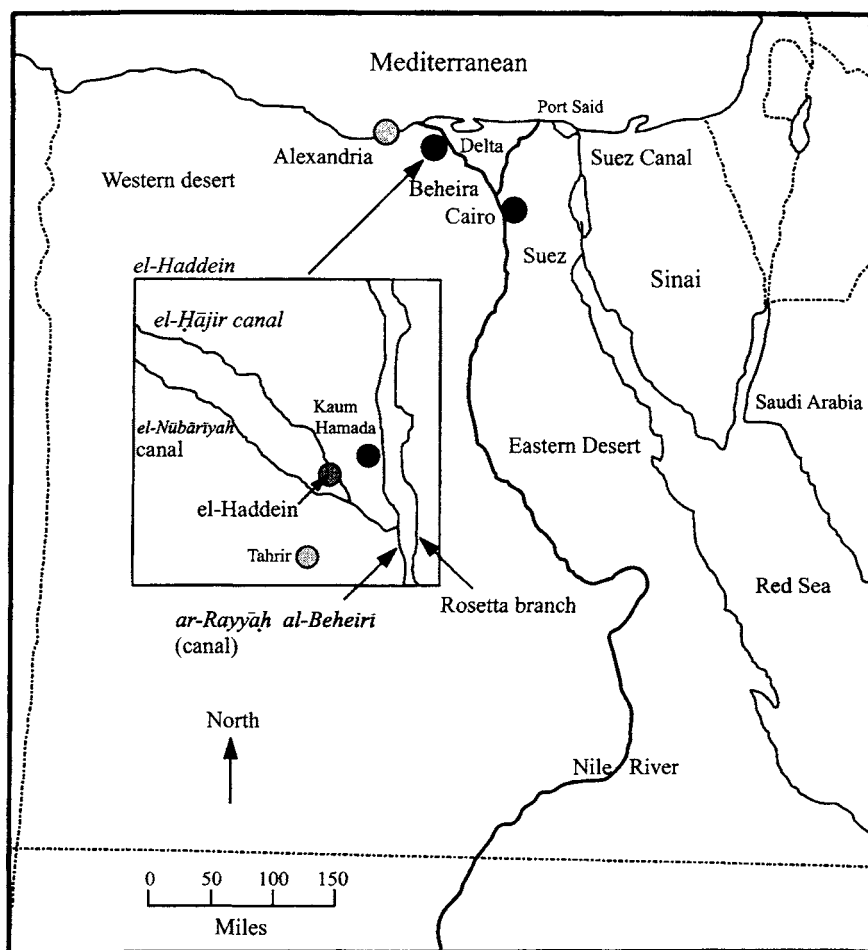 Mediterranean
Port Said
Alexandria
Delta
Suez Canal
Western desert
Beheira
Cairo
Suez
el-Haddein
Sinai
el-Ḥājir canal
Kaum
Hamada
Saudi Arabia
el-Nūbārīyah
canal
Eastern Desert
el-Haddein
Tahrir
Red Sea
Rosetta branch
ar-Rayyāḥ al-Beheirī
(canal)
North
Nile River
0 50 100 150
Miles